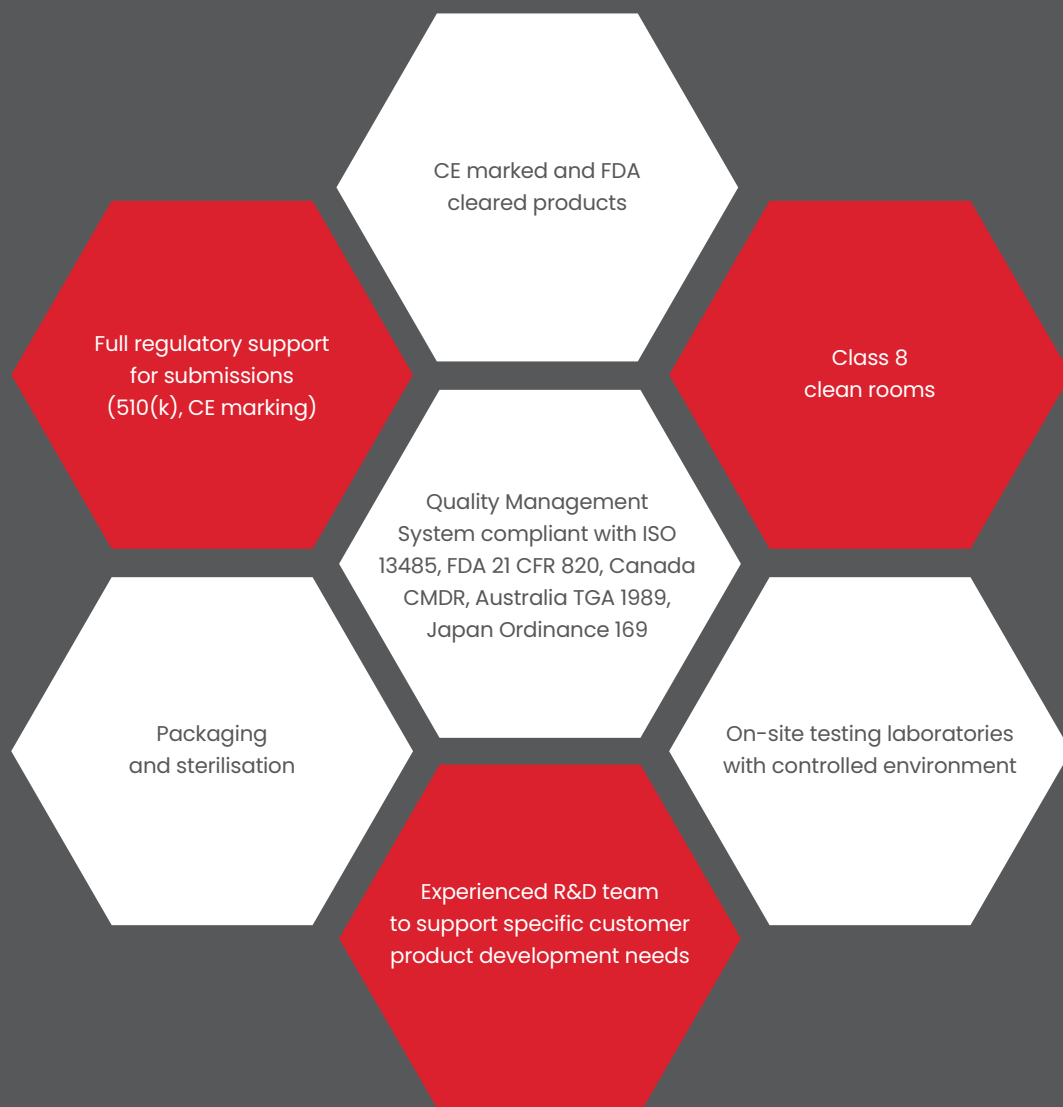 CE marked and FDA
cleared products
Full regulatory support
for submissions
(510(k), CE marking)
Class 8
clean rooms
Quality Management
System compliant with ISO
13485, FDA 21 CFR 820, Canada
CMDR, Australia TGA 1989,
Japan Ordinance 169
Packaging
and sterilisation
On-site testing laboratories
with controlled environment
Experienced R&D team
to support specific customer
product development needs